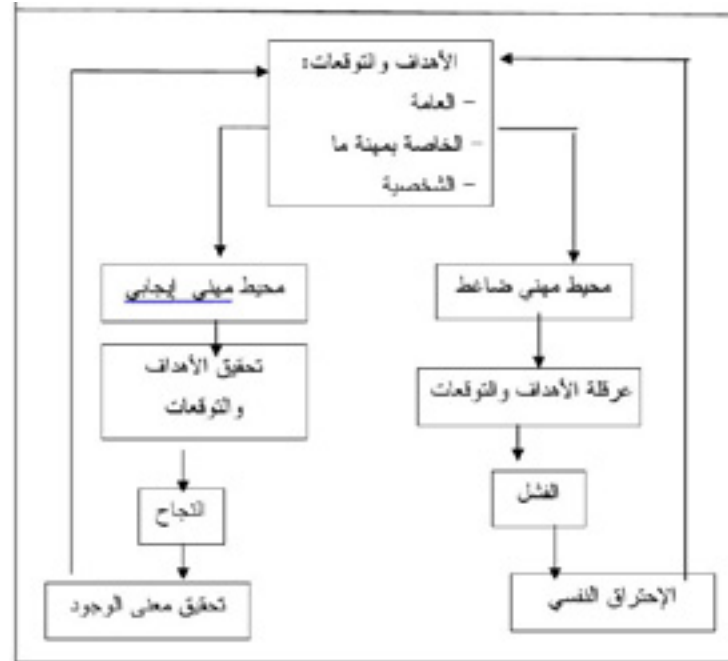 الأهداف والتوقعات:
- العامة
- الخاصة بمهنة ما
- الشخصية
محيط مهني ضاغط
محيط مهني إيجابي
عرقلة الأهداف والتوقعات
تحقيق الأهداف
والتوقعات
الفشل
النجاح
الإحتراق النفسي
تحقيق معنى الوجود